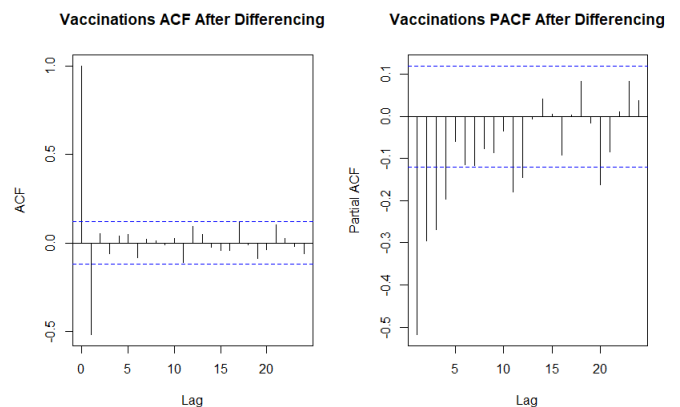 Vaccinations ACF After Differencing
ACF
1.0
0.5
0.0
-0.5
0 5 10 15 20
Lag
Vaccinations PACF After Differencing
Partial ACF
0.1
0.0
-0.1
-0.2
-0.3
-0.4
-0.5
5 10 15 20
Lag